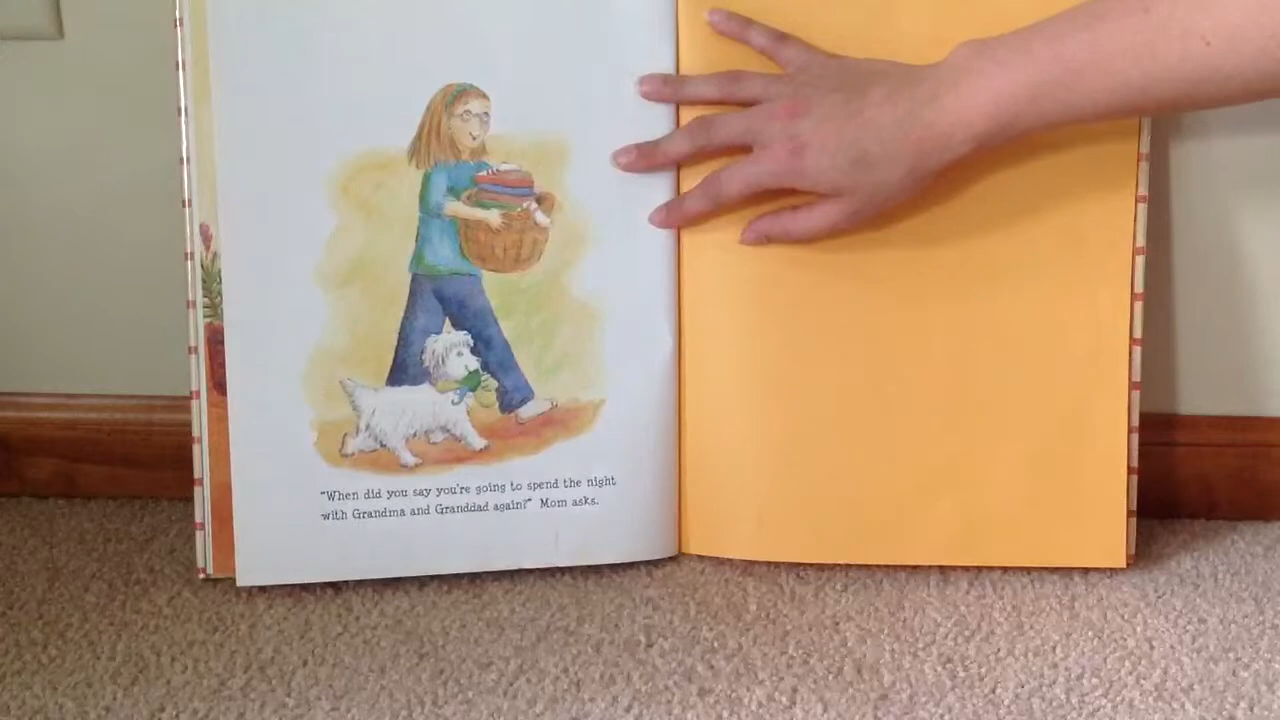 "When did you say you're going to spend the night
with Grandma and Granddad again?" Mom asks.